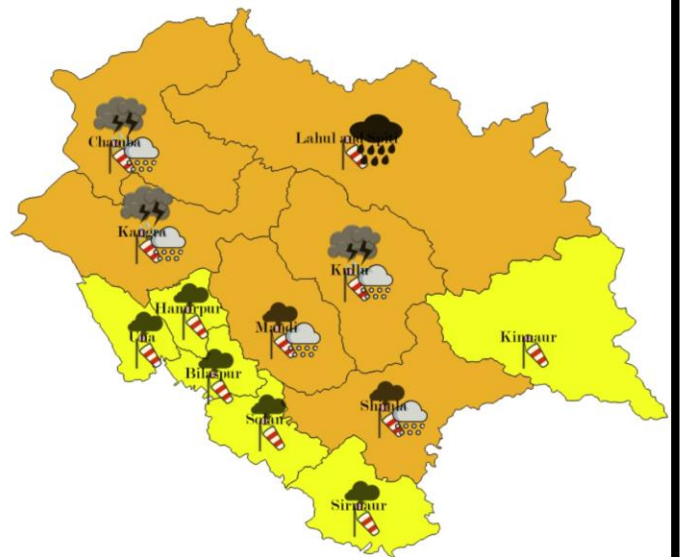 Chamba
Lahul and Spiti
Kangra
Kullu
Hamirpur
Una
Mandi
Kinnaur
Bilaspur
Shimla
Solan
Sirmaur